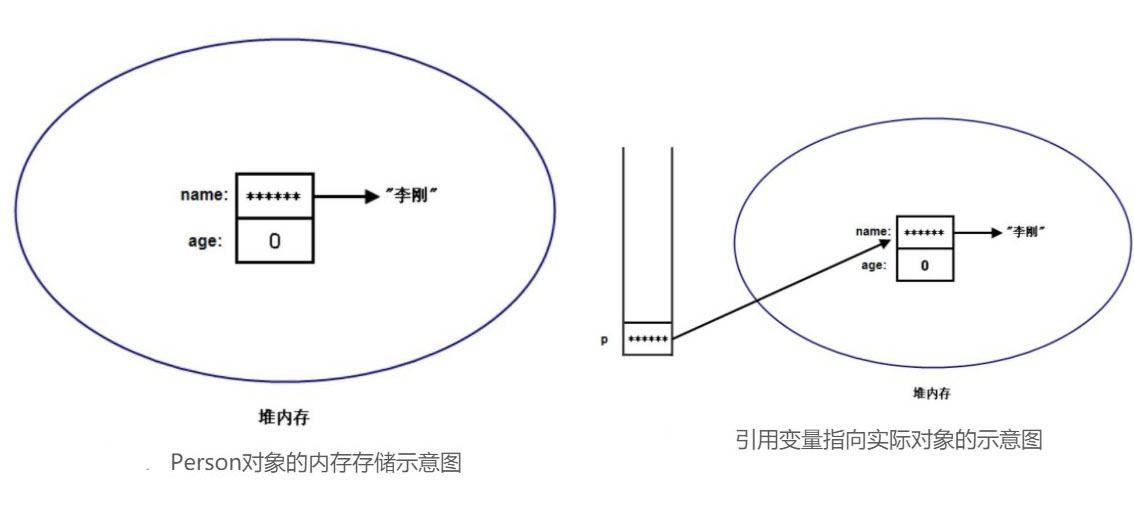 name:
******
"李刚"
age:
0
堆内存
Person对象的内存存储示意图
name:
******
"李刚"
age:
0
p
******
堆内存
引用变量指向实际对象的示意图